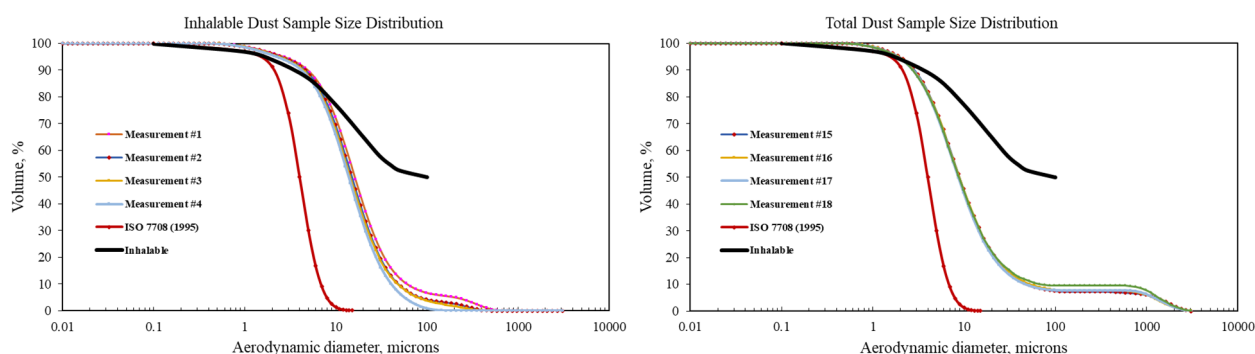 Inhalable Dust Sample Size Distribution
100
90
80
70
60
50
40
30
20
10
0
Volume, %
Measurement #1
Measurement #2
Measurement #3
Measurement #4
ISO 7708 (1995)
Inhalable
0.01 0.1 1 10 100 1000 10000
Aerodynamic diameter, microns
Total Dust Sample Size Distribution
100
90
80
70
60
50
40
30
20
10
0
Volume, %
Measurement #15
Measurement #16
Measurement #17
Measurement #18
ISO 7708 (1995)
Inhalable
0.01 0.1 1 10 100 1000 10000
Aerodynamic diameter, microns